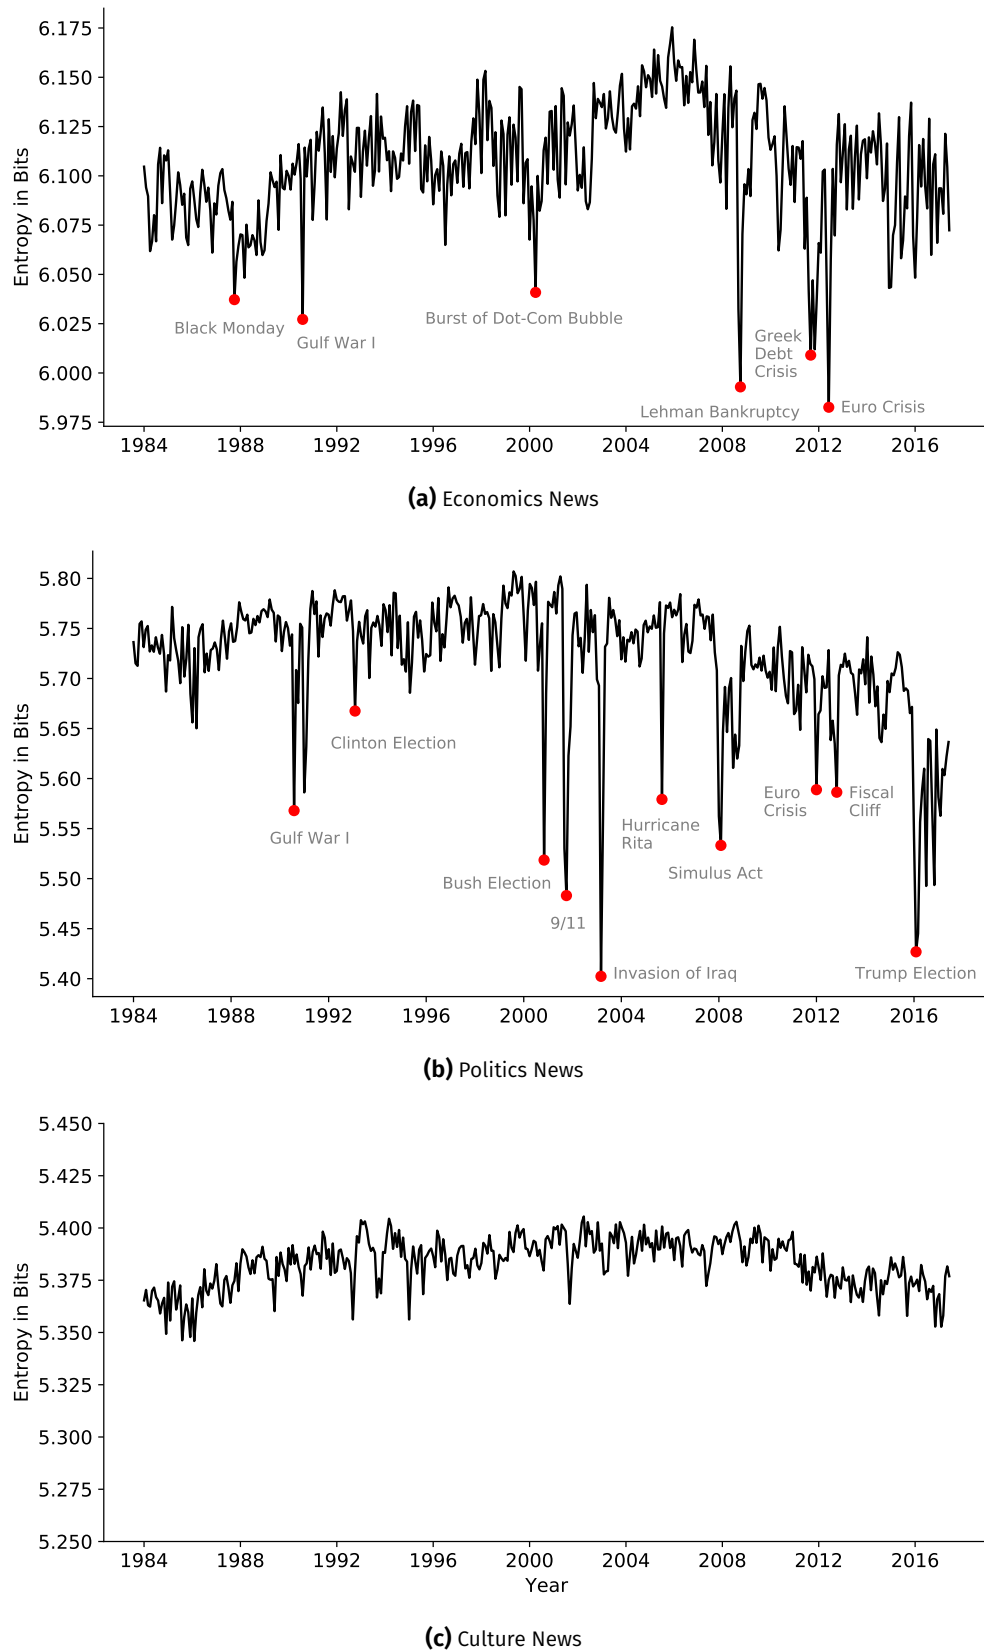 6.175
6.150
6.125
6.100
6.075
6.050
6.025
6.000
5.975
Entropy in Bits
Black Monday
Gulf War I
Burst of Dot-Com Bubble
Lehman Bankruptcy
Greek
Debt
Crisis
Euro Crisis
1984 1988 1992 1996 2000 2004 2008 2012 2016
(a) Economics News
5.80
5.75
5.70
5.65
5.60
5.55
5.50
5.45
5.40
Entropy in Bits
Gulf War I
Clinton Election
Bush Election
9/11
Invasion of Iraq
Hurricane
Rita
Simulus Act
Euro
Crisis
Fiscal
Cliff
Trump Election
1984 1988 1992 1996 2000 2004 2008 2012 2016
(b) Politics News
5.450
5.425
5.400
5.375
5.350
5.325
5.300
5.275
5.250
Entropy in Bits
1984 1988 1992 1996 2000 2004 2008 2012 2016
Year
(c) Culture News